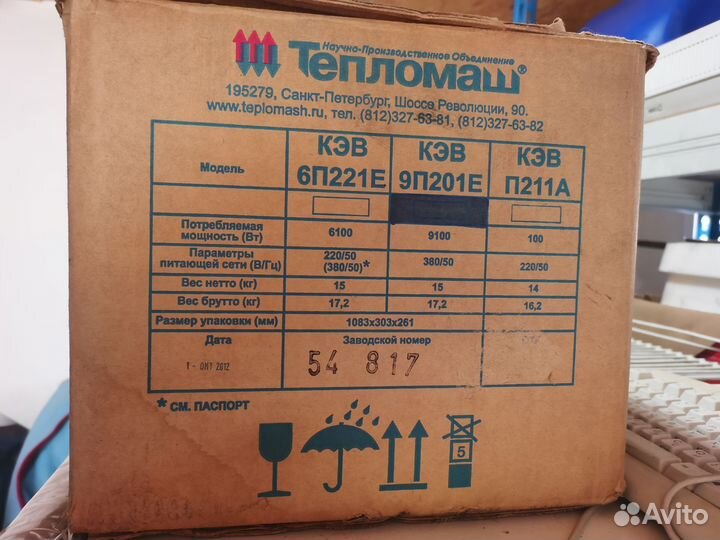 Научно-Производственное Объединение
Тепломаш®
195279, Санкт-Петербург, Шоссе Революции, 90.
www.teplomash.ru, тел. (812)327-63-81, (812)327-63-82
Модель
КЭВ
6П221Е
КЭВ
9П201Е
КЭВ
П211А
Потребляемая
мощность (Вт)
6100
9100
100
Параметры
питающей сети (В/Гц)
220/50
(380/50)*
380/50
220/50
Вес нетто (кг)
15
15
14
Вес брутто (кг)
17,2
17,2
16,2
Размер упаковки (мм)
1083х303х261
Дата
Заводской номер
1 - ОКТ 2012
54 817
* СМ. ПАСПОРТ
5
Avito